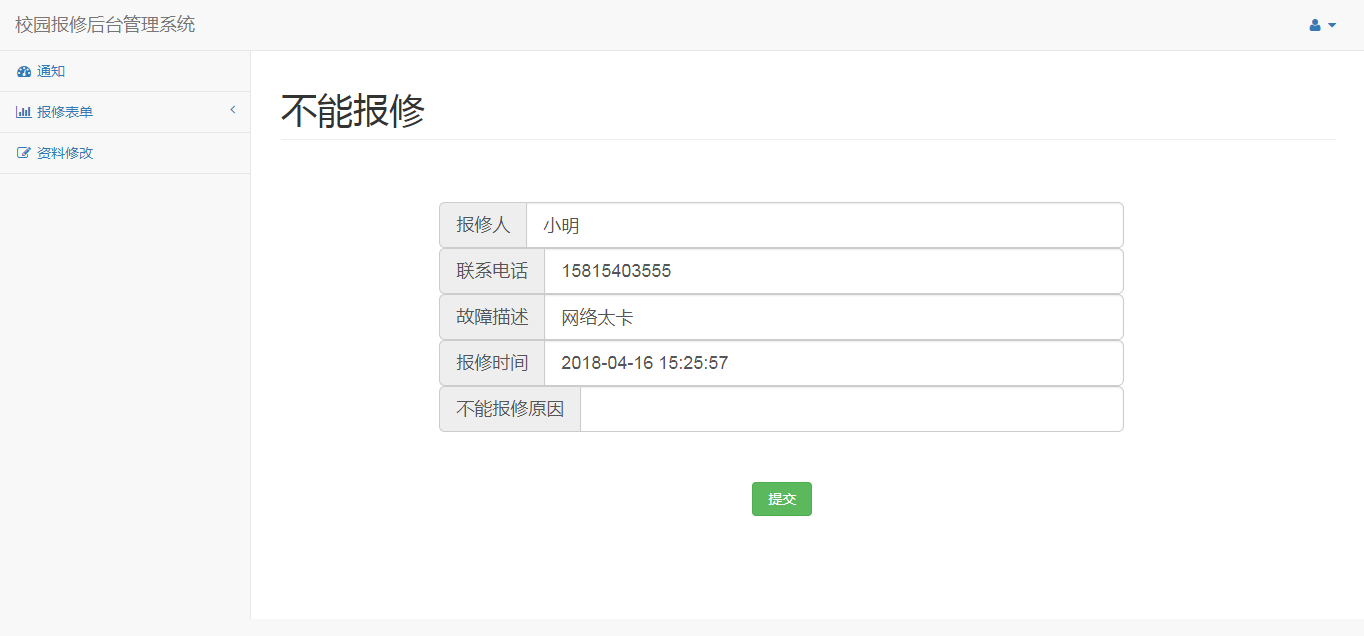 校园报修后台管理系统
通知
报修表单
资料修改
不能报修
报修人 小明
联系电话 15815403555
故障描述 网络太卡
报修时间 2018-04-16 15:25:57
不能报修原因
提交